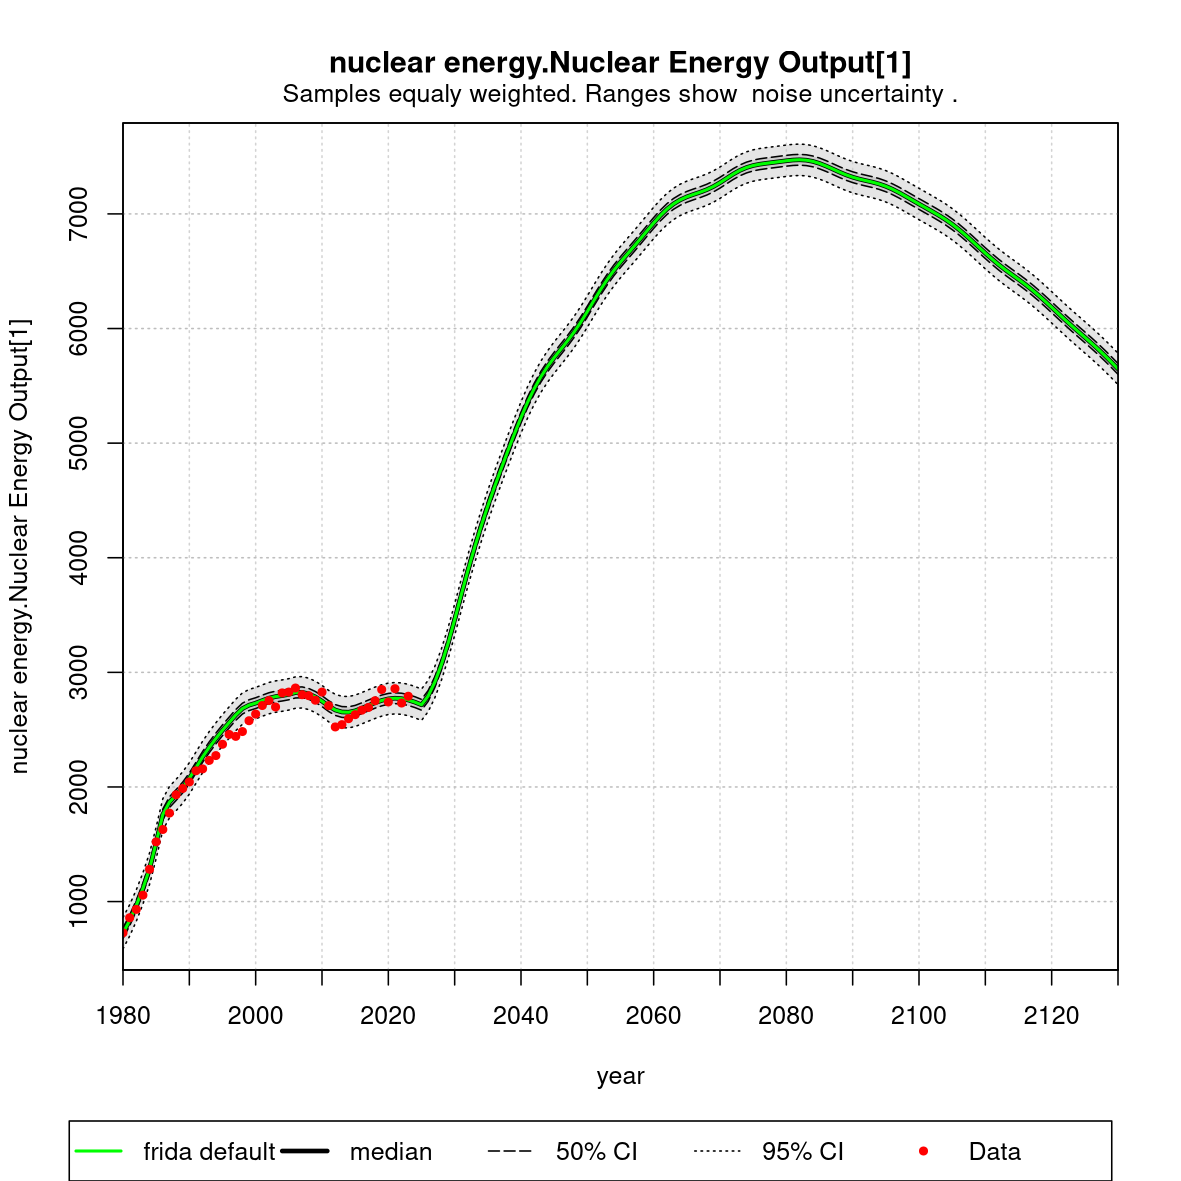 nuclear energy.Nuclear Energy Output[1]
Samples equaly weighted. Ranges show  noise uncertainty .
nuclear energy.Nuclear Energy Output[1]
7000
6000
5000
4000
3000
2000
1000
1980 2000 2020 2040 2060 2080 2100 2120
year
frida default median 50% CI 95% CI Data